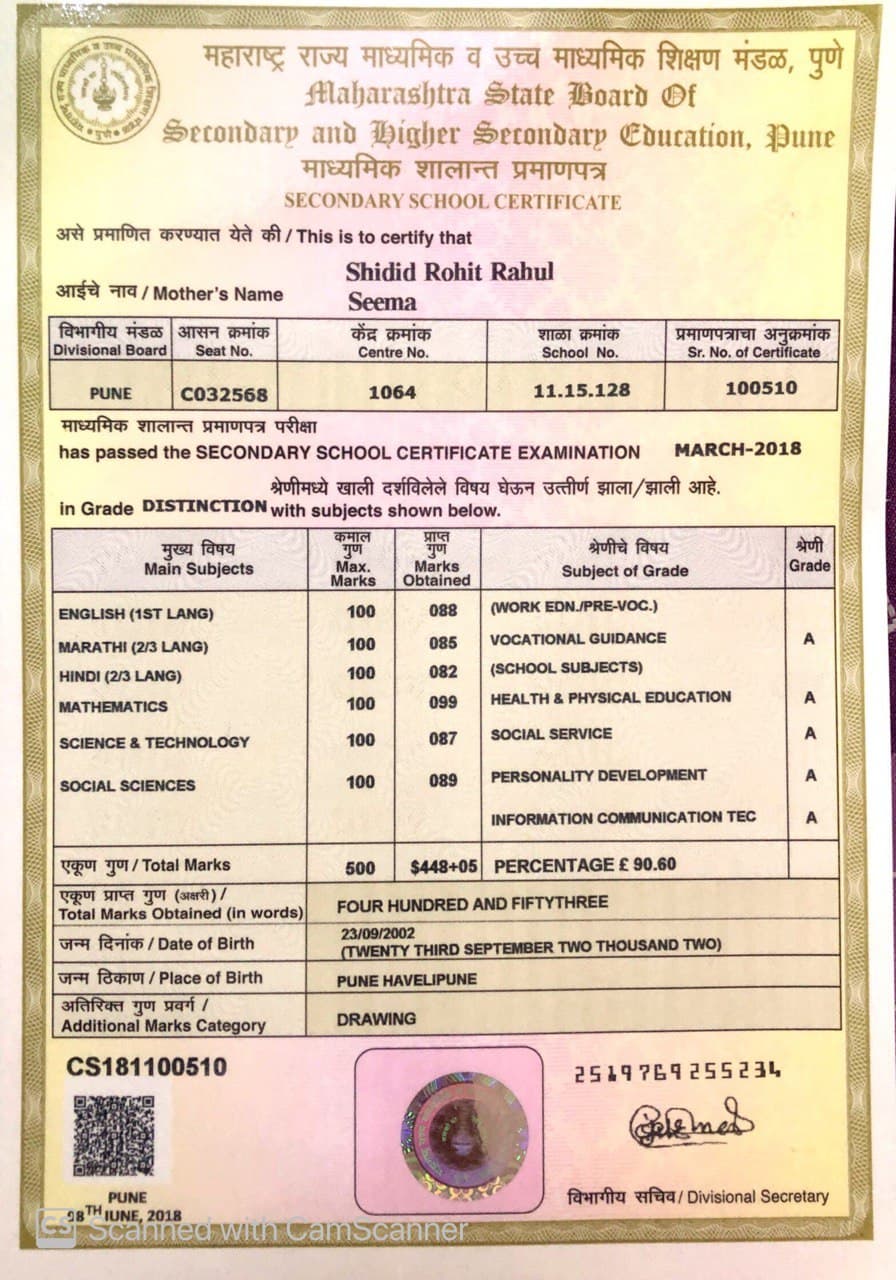 महाराष्ट्र राज्य माध्यमिक व उच्च माध्यमिक शिक्षण मंडळ, पुणे
Maharashtra State Board Of
Secondary and Higher Secondary Education, Pune
माध्यमिक शालान्त प्रमाणपत्र
SECONDARY SCHOOL CERTIFICATE
असे प्रमाणित करण्यात येते की / This is to certify that
Shidid Rohit Rahul
आईचे नाव / Mother's Name Seema
विभागीय मंडळ आसन क्रमांक केंद्र क्रमांक शाळा क्रमांक प्रमाणपत्राचा अनुक्रमांक
Divisional Board Seat No. Centre No. School No. Sr. No. of Certificate
PUNE C032568 1064 11.15.128 100510
माध्यमिक शालान्त प्रमाणपत्र परीक्षा
has passed the SECONDARY SCHOOL CERTIFICATE EXAMINATION MARCH-2018
श्रेणीमध्ये खाली दर्शविलेले विषय घेऊन उत्तीर्ण झाला/झाली आहे.
in Grade DISTINCTION with subjects shown below.
मुख्य विषय कमाल गुण प्राप्त गुण श्रेणीचे विषय श्रेणी
Main Subjects Max. Marks Marks Obtained Subject of Grade Grade
ENGLISH (1ST LANG) 100 088 (WORK EDN./PRE-VOC.)
MARATHI (2/3 LANG) 100 085 VOCATIONAL GUIDANCE A
HINDI (2/3 LANG) 100 082 (SCHOOL SUBJECTS)
MATHEMATICS 100 099 HEALTH & PHYSICAL EDUCATION A
SCIENCE & TECHNOLOGY 100 087 SOCIAL SERVICE A
SOCIAL SCIENCES 100 089 PERSONALITY DEVELOPMENT A
INFORMATION COMMUNICATION TEC A
एकूण गुण / Total Marks 500 $448+05 PERCENTAGE £ 90.60
एकूण प्राप्त गुण (अक्षरी) /
Total Marks Obtained (in words) FOUR HUNDRED AND FIFTYTHREE
जन्म दिनांक / Date of Birth 23/09/2002
(TWENTY THIRD SEPTEMBER TWO THOUSAND TWO)
जन्म ठिकाण / Place of Birth PUNE HAVELIPUNE
अतिरिक्त गुण प्रवर्ग /
Additional Marks Category DRAWING
CS181100510
2519769255234
PUNE
08TH JUNE, 2018
विभागीय सचिव / Divisional Secretary
CS Scanned with CamScanner